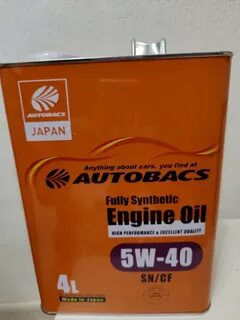 AUTOBACS
JAPAN
Anything about cars, you find at
AUTOBACS
Fully Synthetic
Engine Oil
HIGH PERFORMANCE & EXCELLENT QUALITY
5W-40
SN/CF
4L
Made in Japan